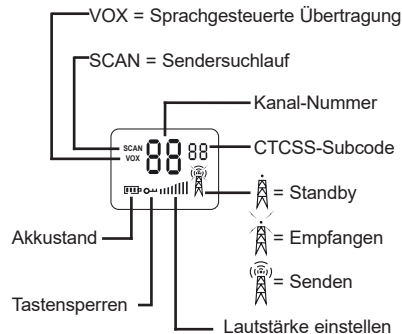 VOX = Sprachgesteuerte Übertragung
SCAN = Sendersuchlauf
Kanal-Nummer
SCAN
VOX
88
88
CTCSS-Subcode
= Standby
= Empfangen
= Senden
Akkustand
Tastensperren
Lautstärke einstellen